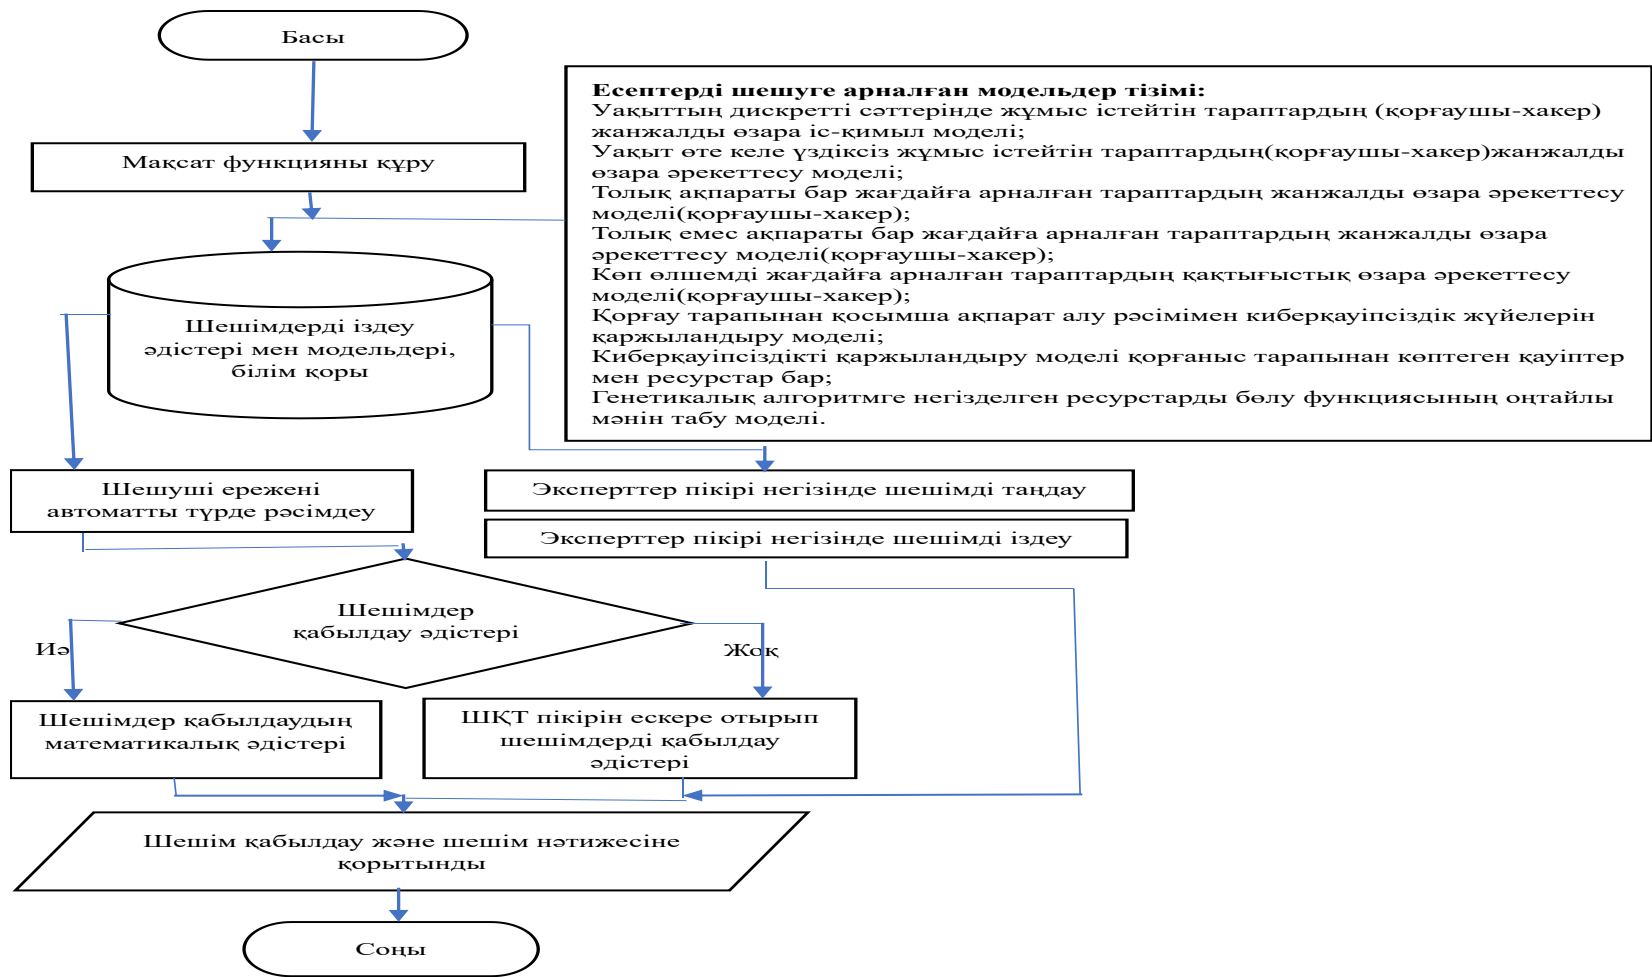 Басы
Мақсат функцияны құру
Есептерді шешуге арналған модельдер тізімі:
Уақыттың дискретті сәттерінде жұмыс істейтін тараптардың (қорғаушы-хакер)
жанжалды өзара іс-қимыл моделі;
Уақыт өте келе үздіксіз жұмыс істейтін тараптардың(қорғаушы-хакер)жанжалды
өзара әрекеттесу моделі;
Толық ақпараты бар жағдайға арналған тараптардың жанжалды өзара әрекеттесу
моделі(қорғаушы-хакер);
Толық емес ақпараты бар жағдайға арналған тараптардың жанжалды өзара
әрекеттесу моделі(қорғаушы-хакер);
Көп өлшемді жағдайға арналған тараптардың қақтығыстық өзара әрекеттесу
моделі(қорғаушы-хакер);
Қорғау тарапынан қосымша ақпарат алу рәсімімен киберқауіпсіздік жүйелерін
қаржыландыру моделі;
Киберқауіпсіздікті қаржыландыру моделі қорғаныс тарапынан көптеген қауіптер
мен ресурстар бар;
Генетикалық алгоритмге негізделген ресурстарды бөлу функциясының оңтайлы
мәнін табу моделі.
Шешімдерді іздеу
әдістері мен модельдері,
білім қоры
Шешуші ережені
автоматты түрде рәсімдеу
Эксперттер пікірі негізінде шешімді таңдау
Эксперттер пікірі негізінде шешімді іздеу
Шешімдер
қабылдау әдістері
Иә
Жоқ
Шешімдер қабылдаудың
математикалық әдістері
ШҚТ пікірін ескере отырып
шешімдерді қабылдау
әдістері
Шешім қабылдау және шешім нәтижесіне
қорытынды
Соңы